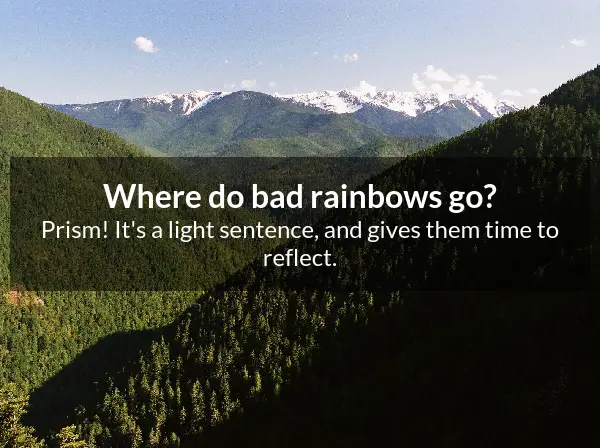 Where do bad rainbows go?
Prism! It's a light sentence, and gives them time to
reflect.